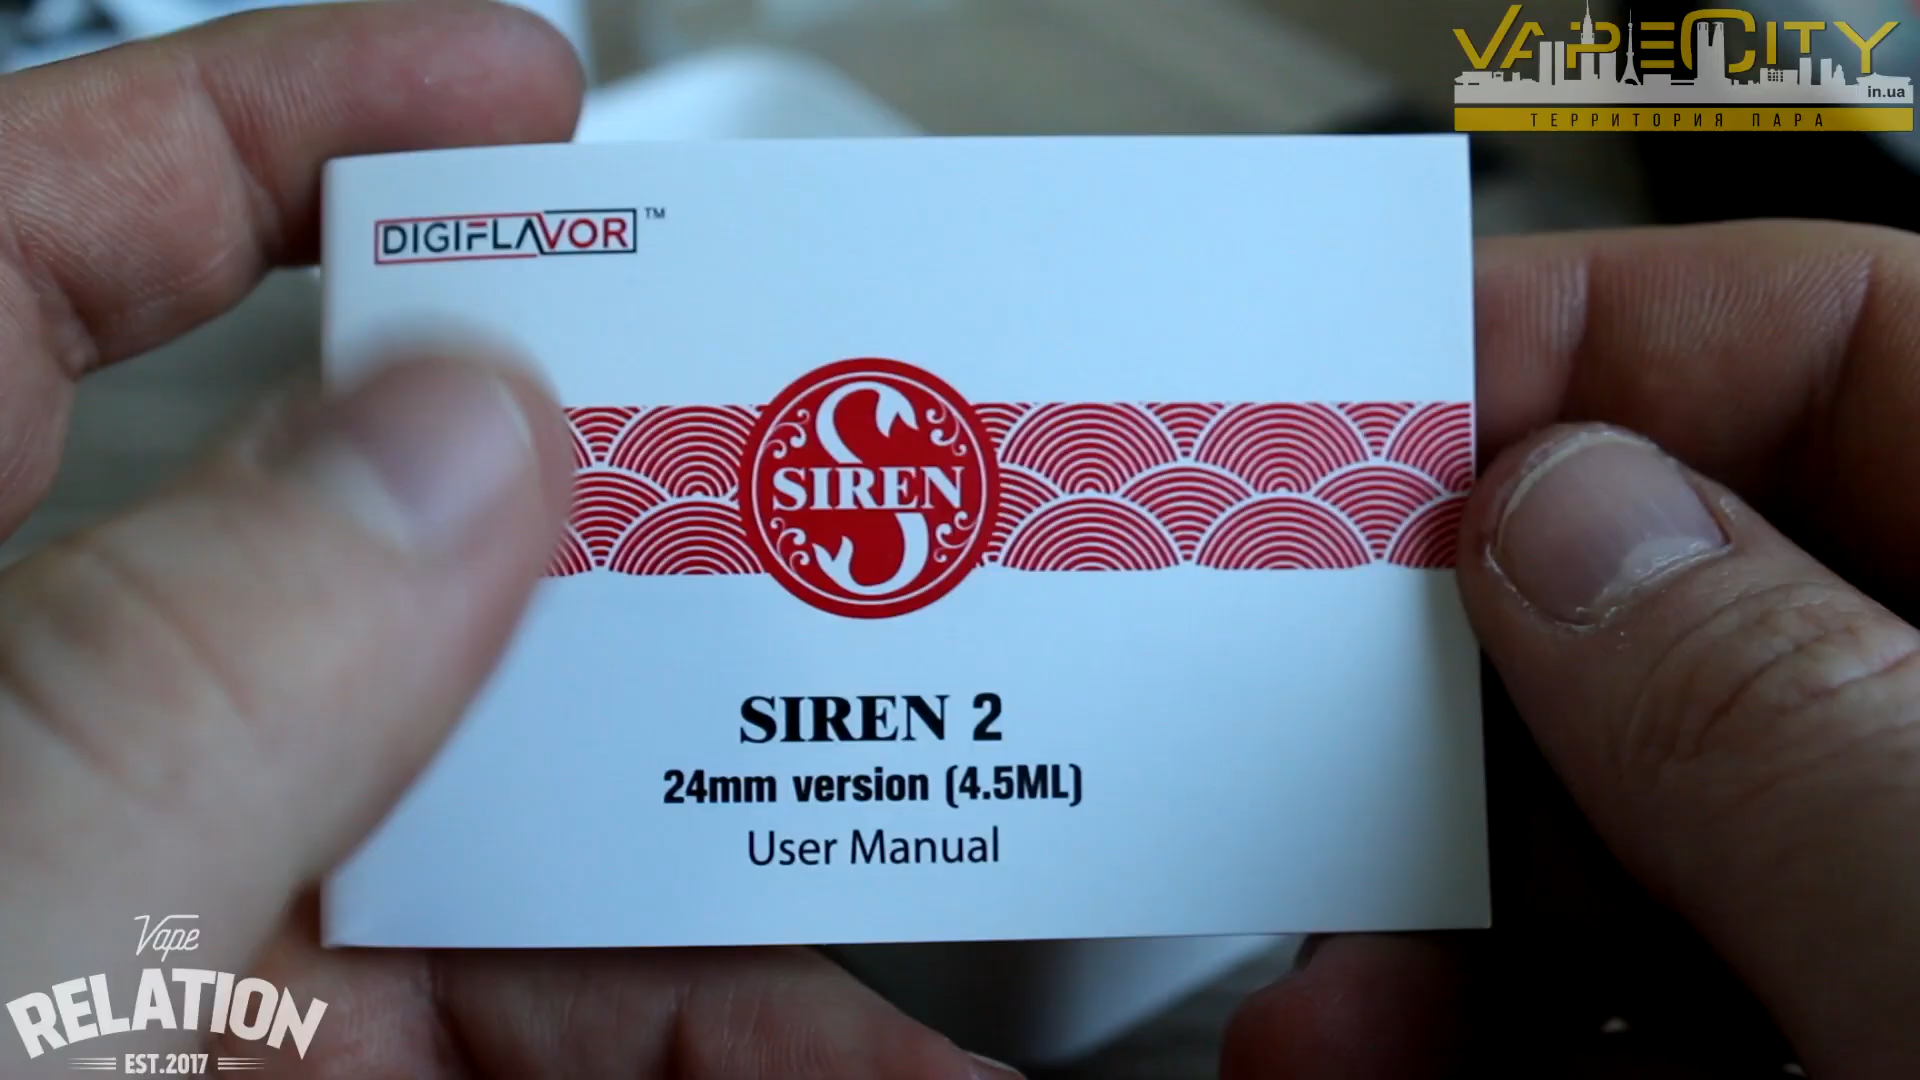 VAPECITY
in.ua
ТЕРРИТОРИЯ ПАРА
DIGIFLAVOR™
SIREN
SIREN 2
24mm version (4.5ML)
User Manual
Vape
RELATION
EST.2017